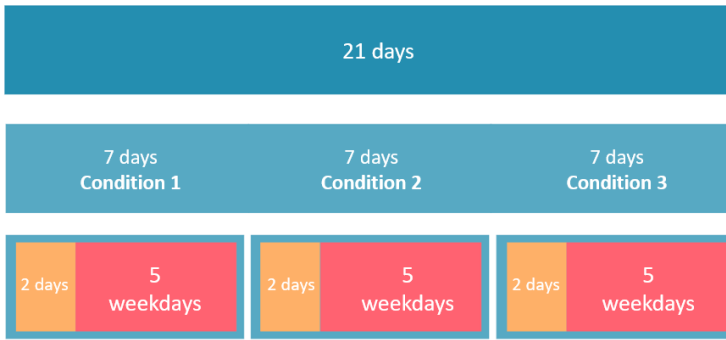 21 days
7 days
Condition 1
7 days
Condition 2
7 days
Condition 3
2 days
5
weekdays
2 days
5
weekdays
2 days
5
weekdays